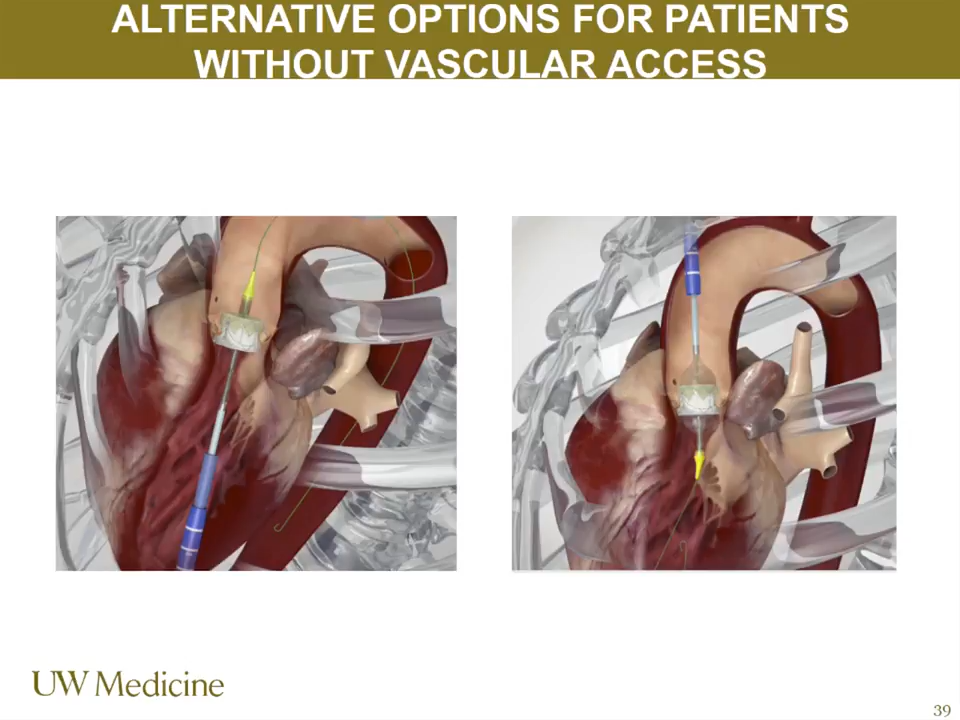 ALTERNATIVE OPTIONS FOR PATIENTS
WITHOUT VASCULAR ACCESS
UW Medicine
39